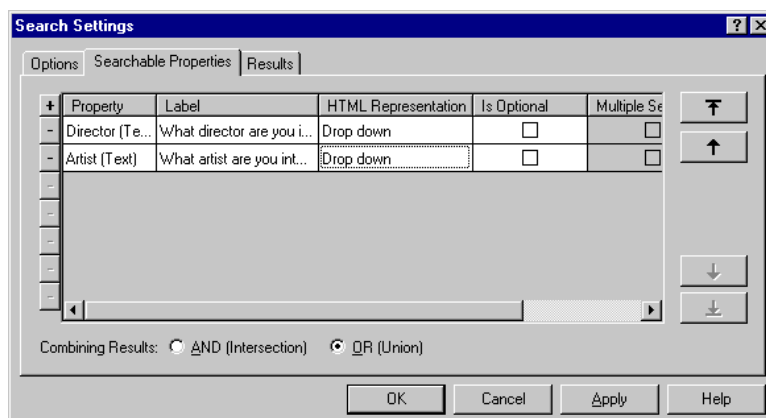 Search Settings
Options Searchable Properties Results
+ Property Label HTML Representation Is Optional Multiple Se
- Director (Te... What director are you i... Drop down
- Artist (Text) What artist are you int... Drop down
Combining Results: AND (Intersection) OR (Union)
OK Cancel Apply Help